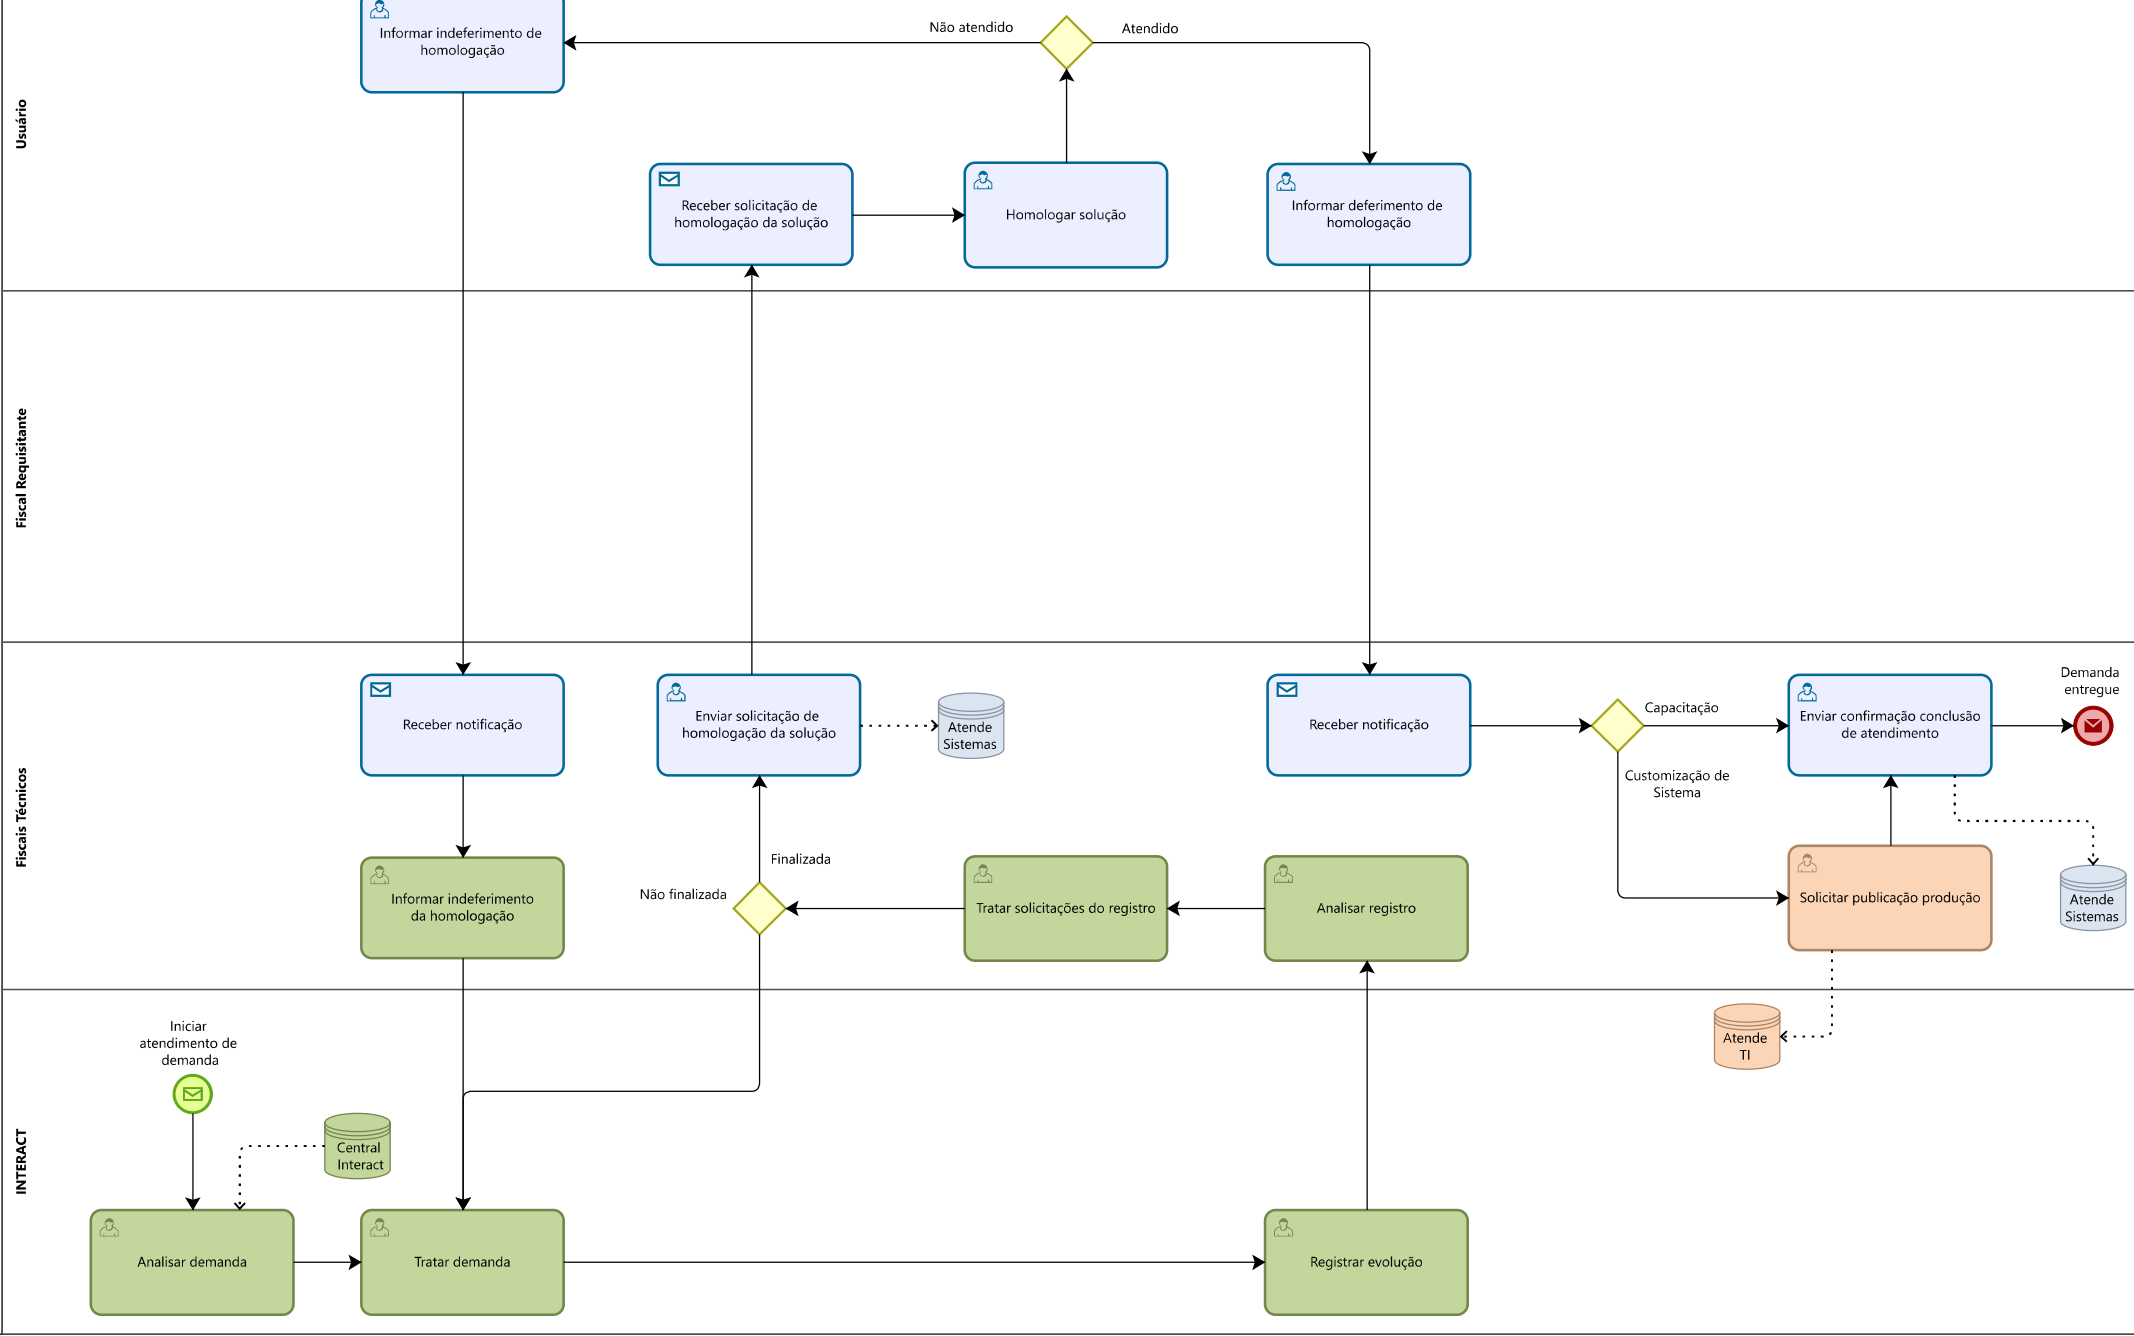 Usuário
Informar indeferimento de
homologação
Não atendido
Atendido
Receber solicitação de
homologação da solução
Homologar solução
Informar deferimento de
homologação
Fiscal Requisitante
Fiscais Técnicos
Receber notificação
Enviar solicitação de
homologação da solução
Atende
Sistemas
Receber notificação
Capacitação
Customização de
Sistema
Enviar confirmação conclusão
de atendimento
Demanda
entregue
Informar indeferimento
da homologação
Não finalizada
Finalizada
Tratar solicitações do registro
Analisar registro
Solicitar publicação produção
Atende
Sistemas
INTERACT
Iniciar
atendimento de
demanda
Central
Interact
Atende
TI
Analisar demanda
Tratar demanda
Registrar evolução